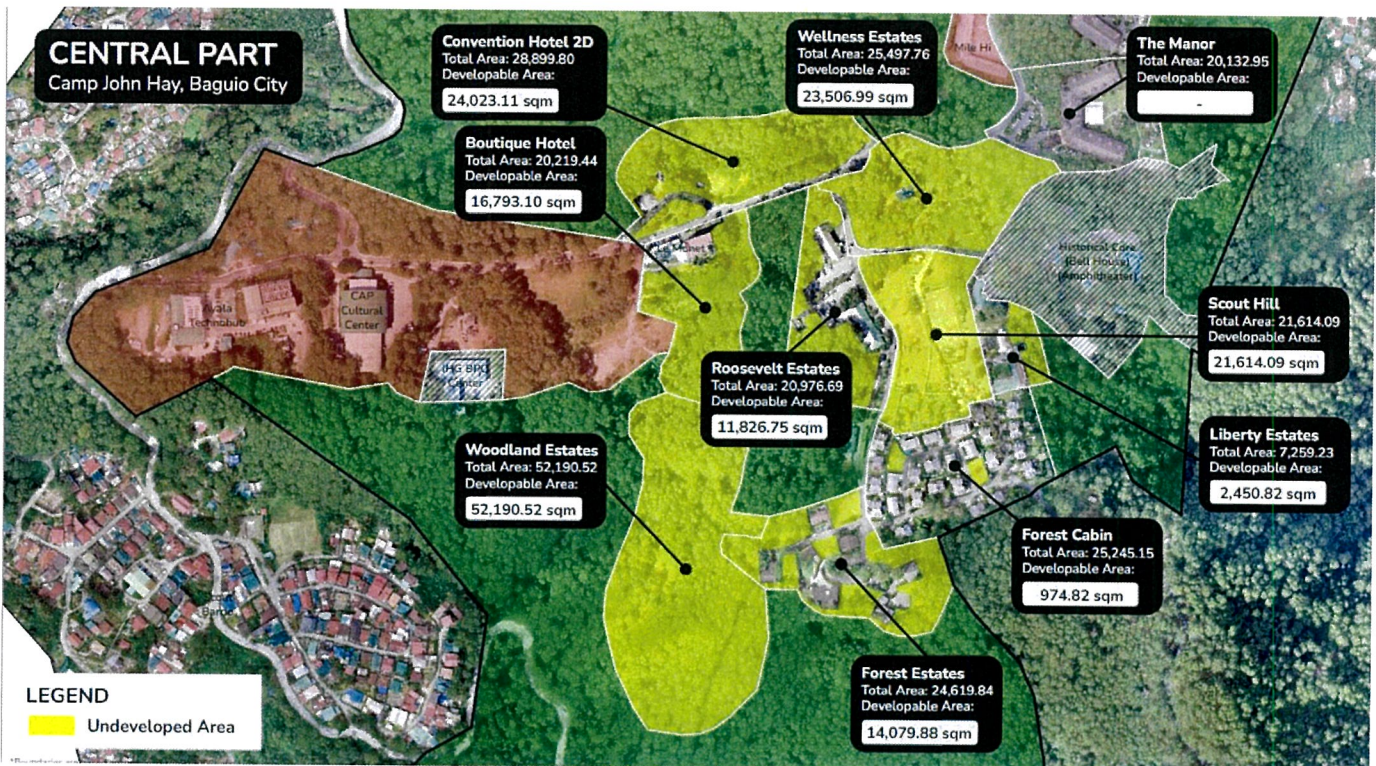 CENTRAL PART
Camp John Hay, Baguio City
Convention Hotel 2D
Total Area: 28,899.80
Developable Area:
24,023.11 sqm
Wellness Estates
Total Area: 25,497.76
Developable Area:
23,506.99 sqm
Mile Hi
The Manor
Total Area: 20,132.95
Developable Area:
-
Boutique Hotel
Total Area: 20,219.44
Developable Area:
16,793.10 sqm
Le Monet
Historical Core
(Bell House)
(Amphitheater)
Ayala
Technohub
CAP
Cultural
Center
IHG BPO
Center
Scout Hill
Total Area: 21,614.09
Developable Area:
21,614.09 sqm
Roosevelt Estates
Total Area: 20,976.69
Developable Area:
11,826.75 sqm
Liberty Estates
Total Area: 7,259.23
Developable Area:
2,450.82 sqm
Woodland Estates
Total Area: 52,190.52
Developable Area:
52,190.52 sqm
Forest Cabin
Total Area: 25,245.15
Developable Area:
974.82 sqm
Forest Estates
Total Area: 24,619.84
Developable Area:
14,079.88 sqm
LEGEND
Undeveloped Area